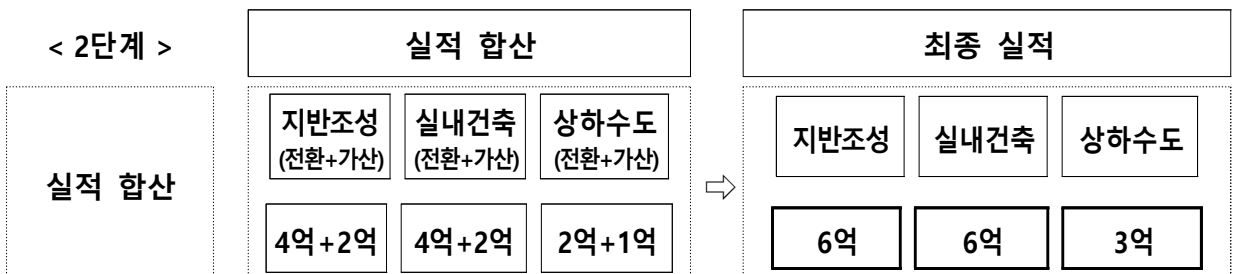 < 2단계 > 실적 합산 최종 실적
지반조성 실내건축 상하수도
(전환+가산) (전환+가산) (전환+가산)
지반조성 실내건축 상하수도
실적 합산
⇨
4억+2억 4억+2억 2억+1억 6억 6억 3억